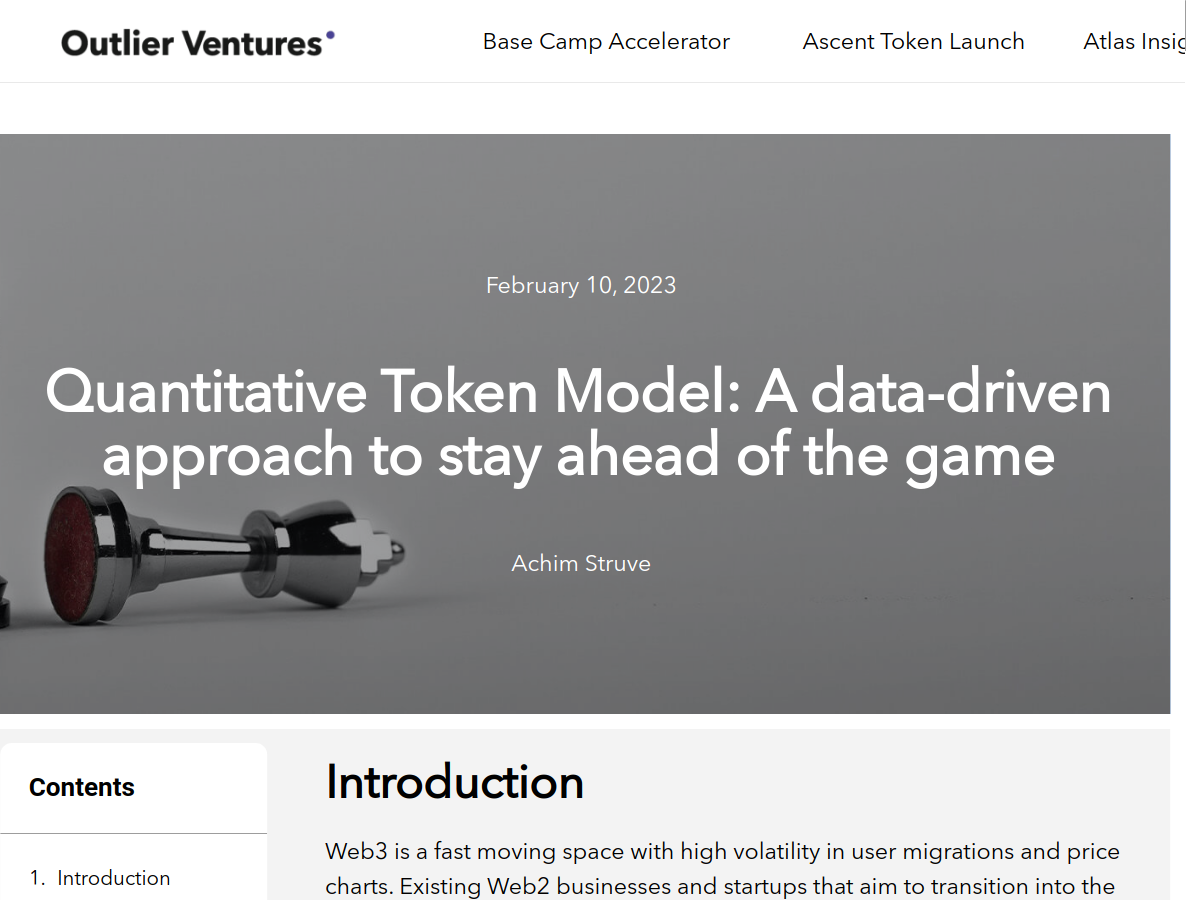 Outlier Ventures
Base Camp Accelerator
Ascent Token Launch
Atlas Insig
February 10, 2023
Quantitative Token Model: A data-driven
approach to stay ahead of the game
Achim Struve
Contents
1. Introduction
Introduction
Web3 is a fast moving space with high volatility in user migrations and price
charts. Existing Web2 businesses and startups that aim to transition into the